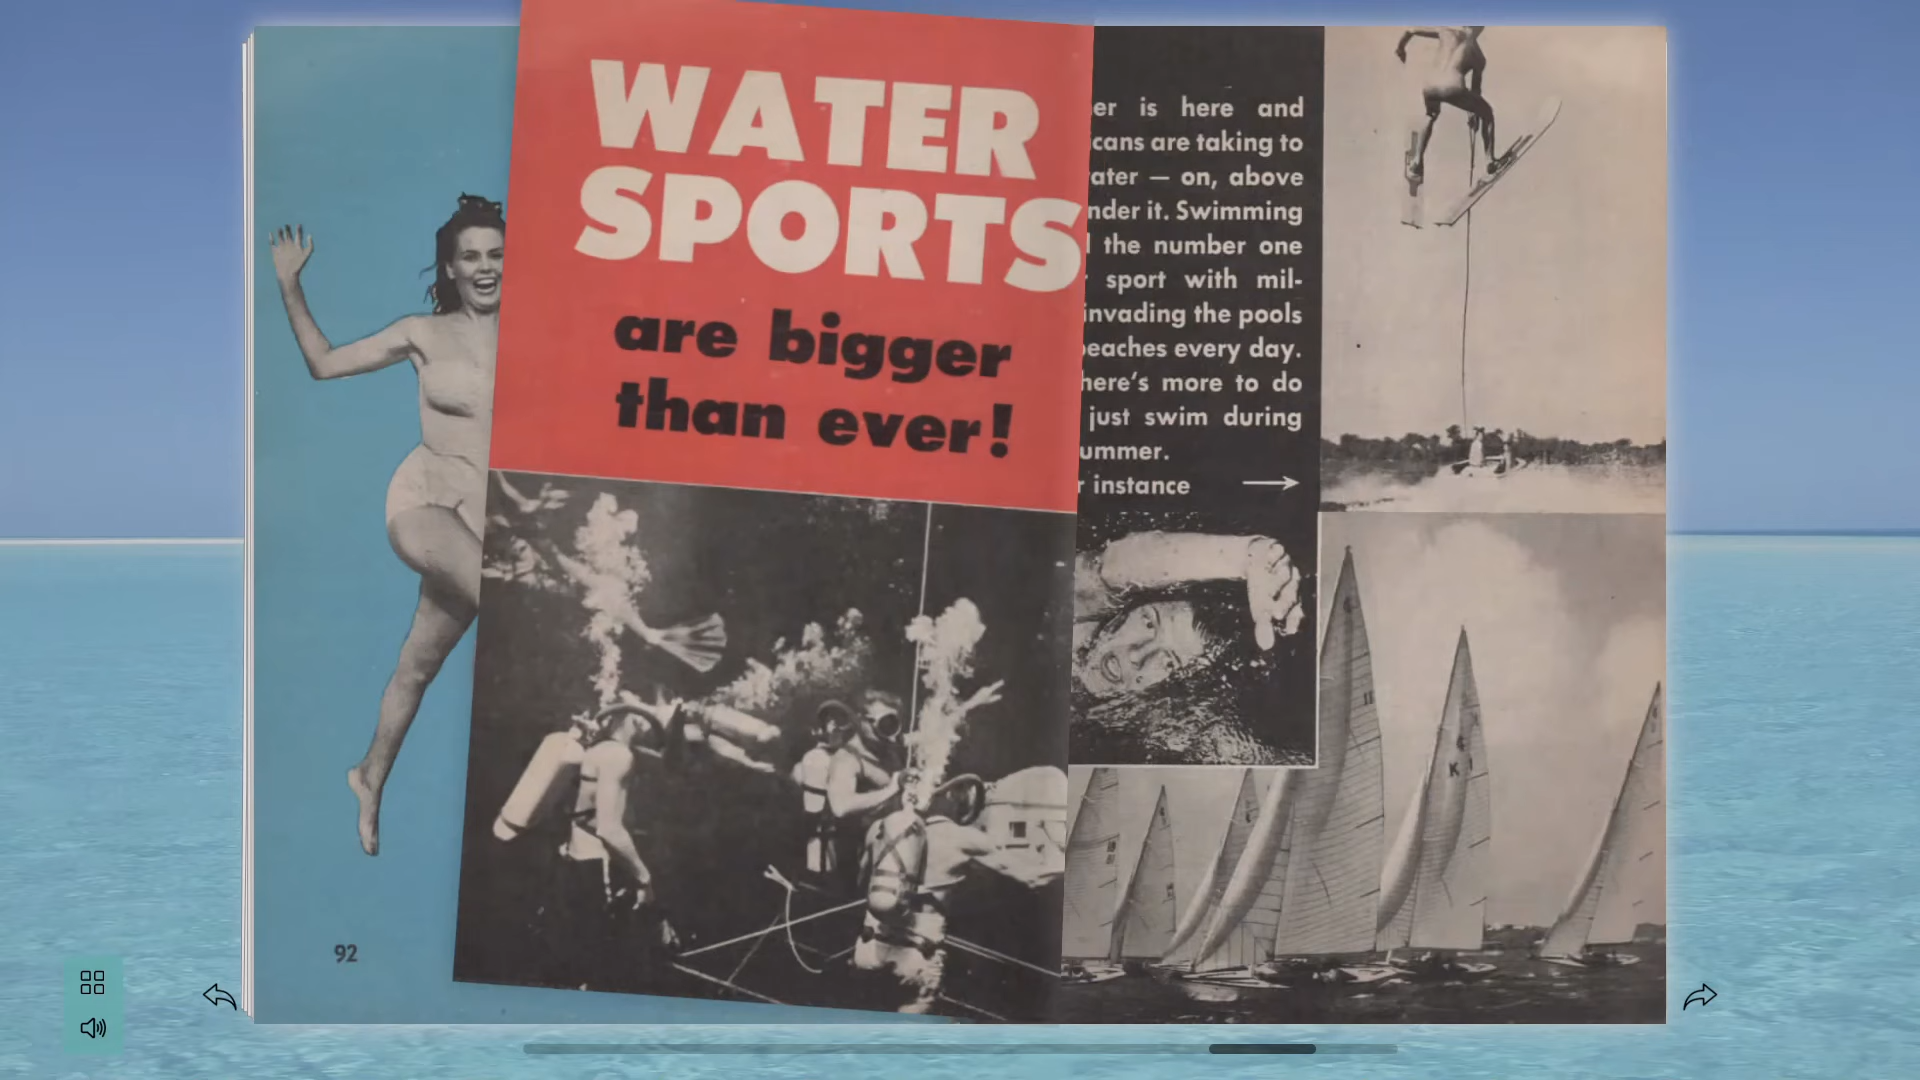 WATER
SPORTS
are bigger
than ever!
er is here and
cans are taking to
ater — on, above
nder it. Swimming
the number one
sport with mil-
invading the pools
eaches every day.
here's more to do
just swim during
ummer.
r instance
92